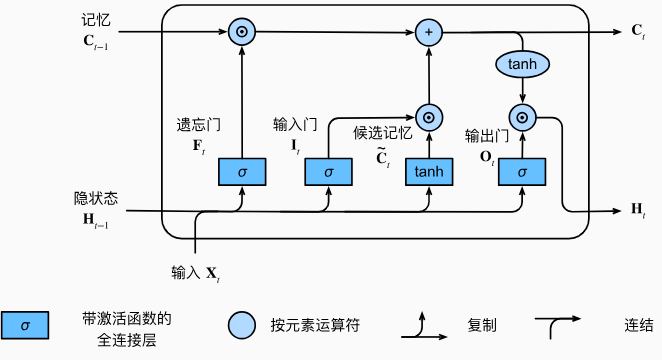 记忆
C_{t-1}
C_t
tanh
遗忘门
F_t
输入门
I_t
候选记忆
C̃_t
输出门
O_t
σ
σ
tanh
σ
隐状态
H_{t-1}
H_t
输入 X_t
σ
带激活函数的
全连接层
按元素运算符
复制
连结